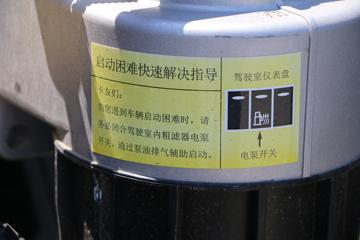 启动困难快速解决指导
卡友们：
当您遇到车辆启动困难时，请
务必闭合驾驶室内粗滤器电泵
开关，通过泵油排气辅助启动。
驾驶室仪表盘
电泵开关